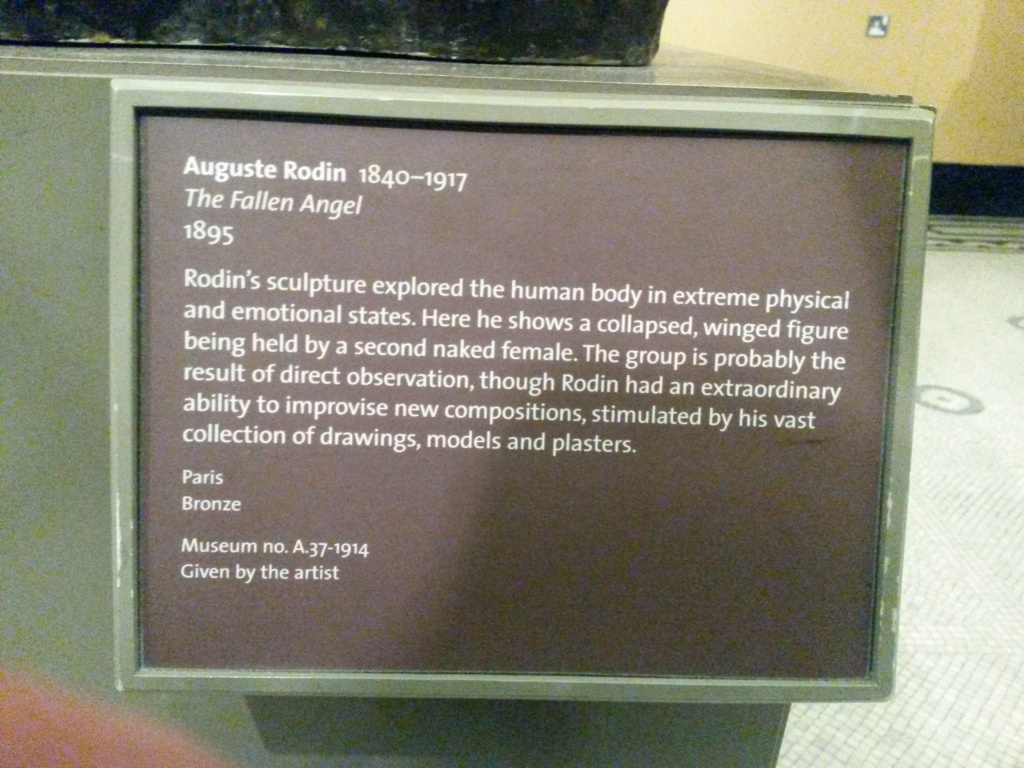 Auguste Rodin 1840–1917
The Fallen Angel
1895
Rodin's sculpture explored the human body in extreme physical
and emotional states. Here he shows a collapsed, winged figure
being held by a second naked female. The group is probably the
result of direct observation, though Rodin had an extraordinary
ability to improvise new compositions, stimulated by his vast
collection of drawings, models and plasters.
Paris
Bronze
Museum no. A.37-1914
Given by the artist